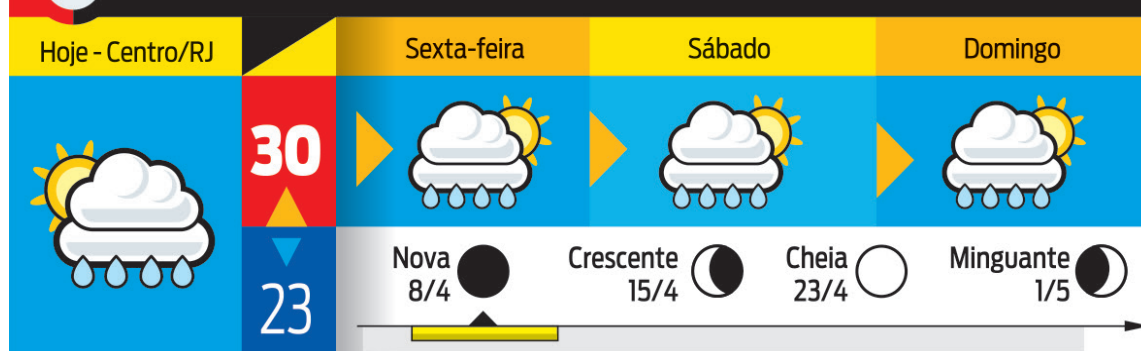 Hoje - Centro/RJ
Sexta-feira
Sábado
Domingo
30
23
Nova
8/4
Crescente
15/4
Cheia
23/4
Minguante
1/5